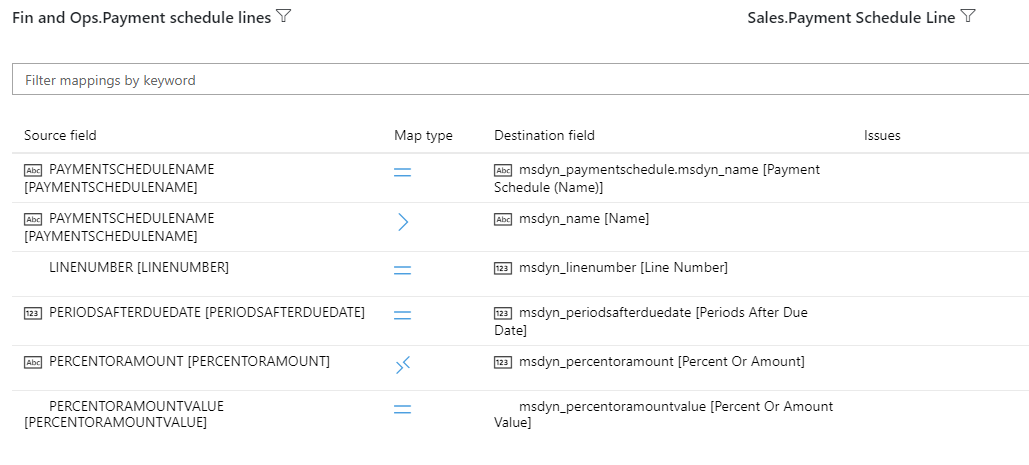 Fin and Ops.Payment schedule lines
Sales.Payment Schedule Line
Filter mappings by keyword
Source field
Map type
Destination field
Issues
Abc PAYMENTSCHEDULENAME
[PAYMENTSCHEDULENAME]
Abc msdyn_paymentschedule.msdyn_name [Payment
Schedule (Name)]
Abc PAYMENTSCHEDULENAME
[PAYMENTSCHEDULENAME]
Abc msdyn_name [Name]
LINENUMBER [LINENUMBER]
123 msdyn_linenumber [Line Number]
123 PERIODSAFTERDUEDATE [PERIODSAFTERDUEDATE]
123 msdyn_periodsafterduedate [Periods After Due
Date]
Abc PERCENTORAMOUNT [PERCENTORAMOUNT]
123 msdyn_percentoramount [Percent Or Amount]
PERCENTORAMOUNTVALUE
[PERCENTORAMOUNTVALUE]
msdyn_percentoramountvalue [Percent Or Amount
Value]